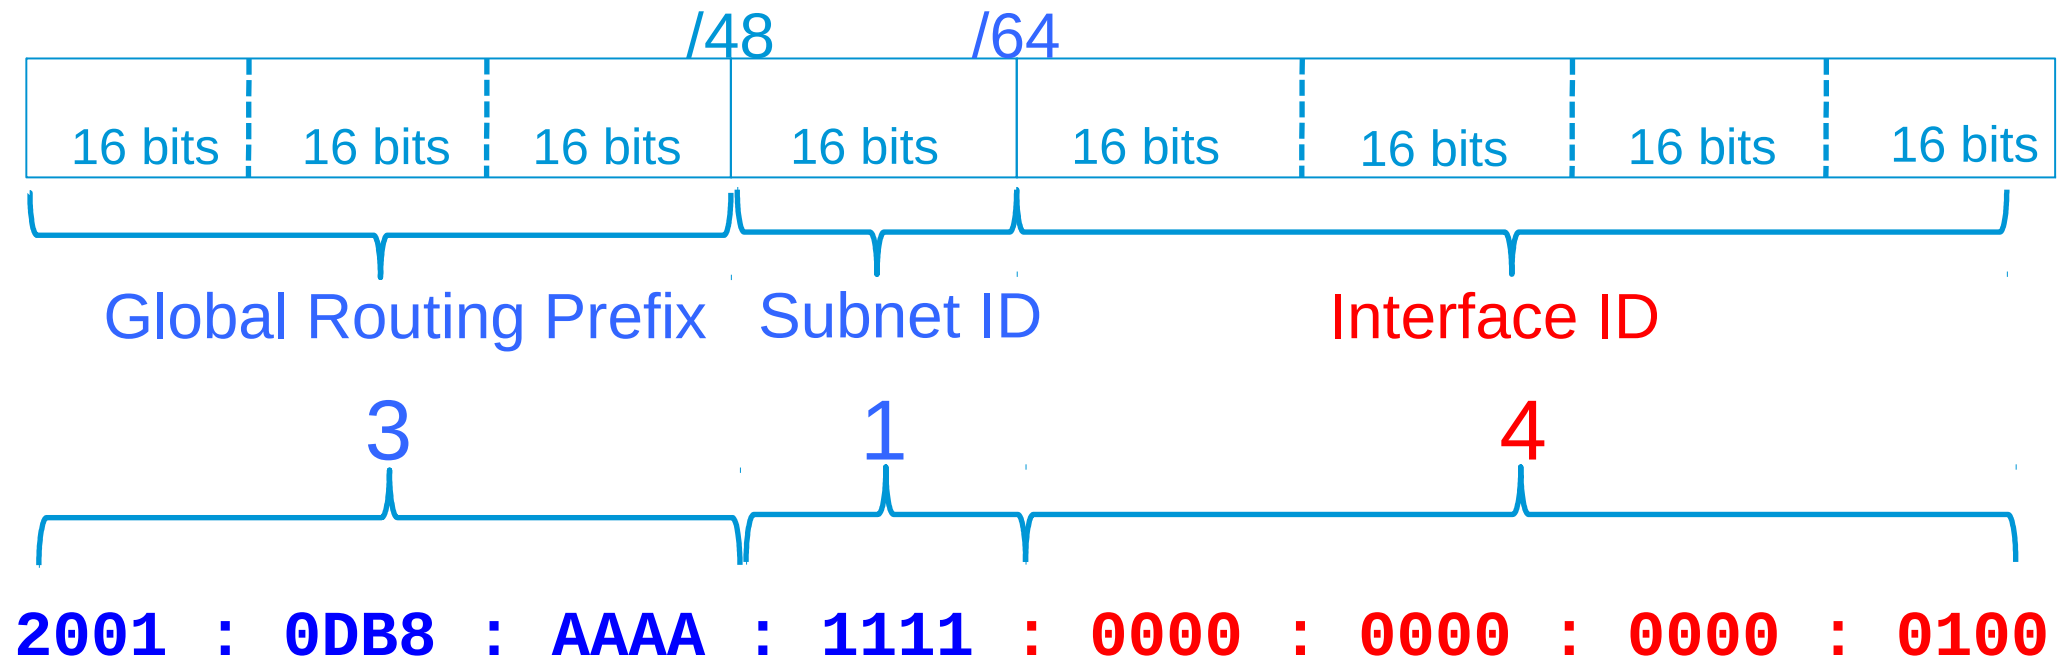 /48 /64
16 bits 16 bits 16 bits 16 bits 16 bits 16 bits 16 bits 16 bits
Global Routing Prefix Subnet ID Interface ID
3 1 4
2001 : 0DB8 : AAAA : 1111 : 0000 : 0000 : 0000 : 0100